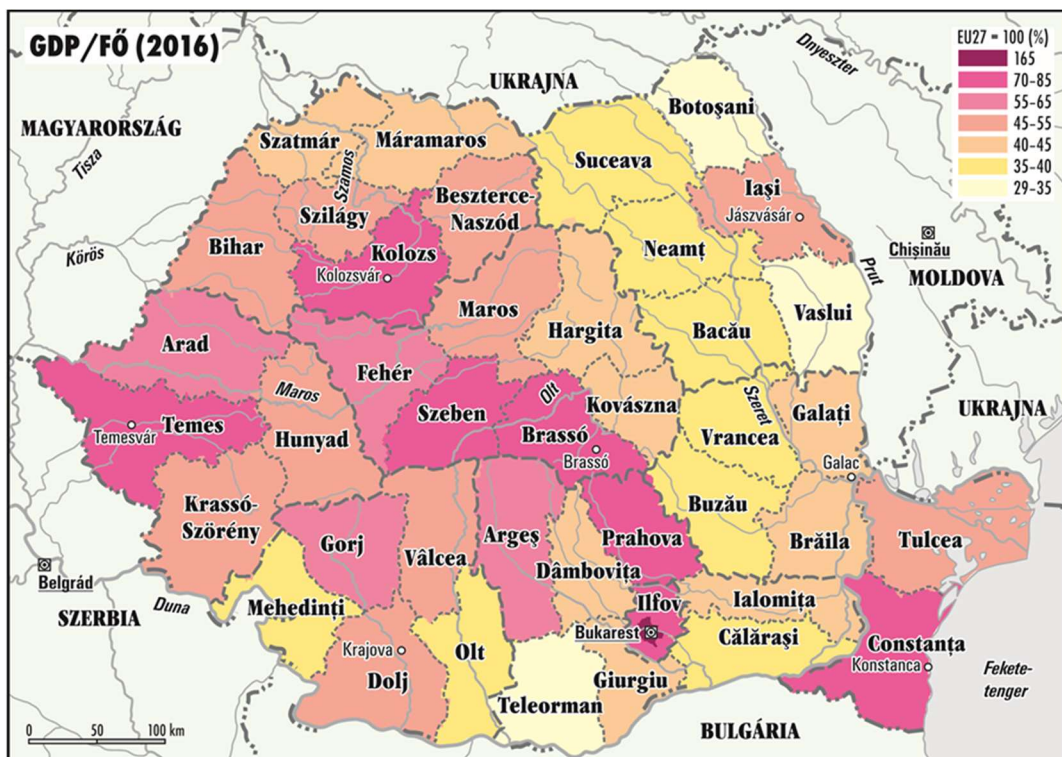 GDP/FŐ (2016)
EU27 = 100 (%)
165
70-85
55-65
45-55
40-45
35-40
29-35
UKRAJNA
Dnyeszter
MAGYARORSZÁG
Tisza
Botoşani
Szatmár
Máramaros
Szamos
Suceava
Iaşi
Jászvásár
Beszterce-
Naszód
Szilágy
Bihar
Kolozs
Kolozsvár
Körös
Neamţ
Chişinău
MOLDOVA
Prut
Vaslui
Maros
Hargita
Bacău
Arad
Fehér
Maros
Olt
Szeben
Kovászna
Szeret
Galaţi
UKRAJNA
Temes
Temesvár
Hunyad
Brassó
Brassó
Vrancea
Galac
Krassó-
Szörény
Buzău
Gorj
Vâlcea
Argeş
Prahova
Brăila
Tulcea
Belgrád
Dâmboviţa
SZERBIA
Duna
Mehedinţi
Ilfov
Ialomiţa
Bukarest
Călăraşi
Constanţa
Konstanca
Krajova
Olt
Dolj
Giurgiu
Teleorman
Fekete-
tenger
BULGÁRIA
0 50 100 km